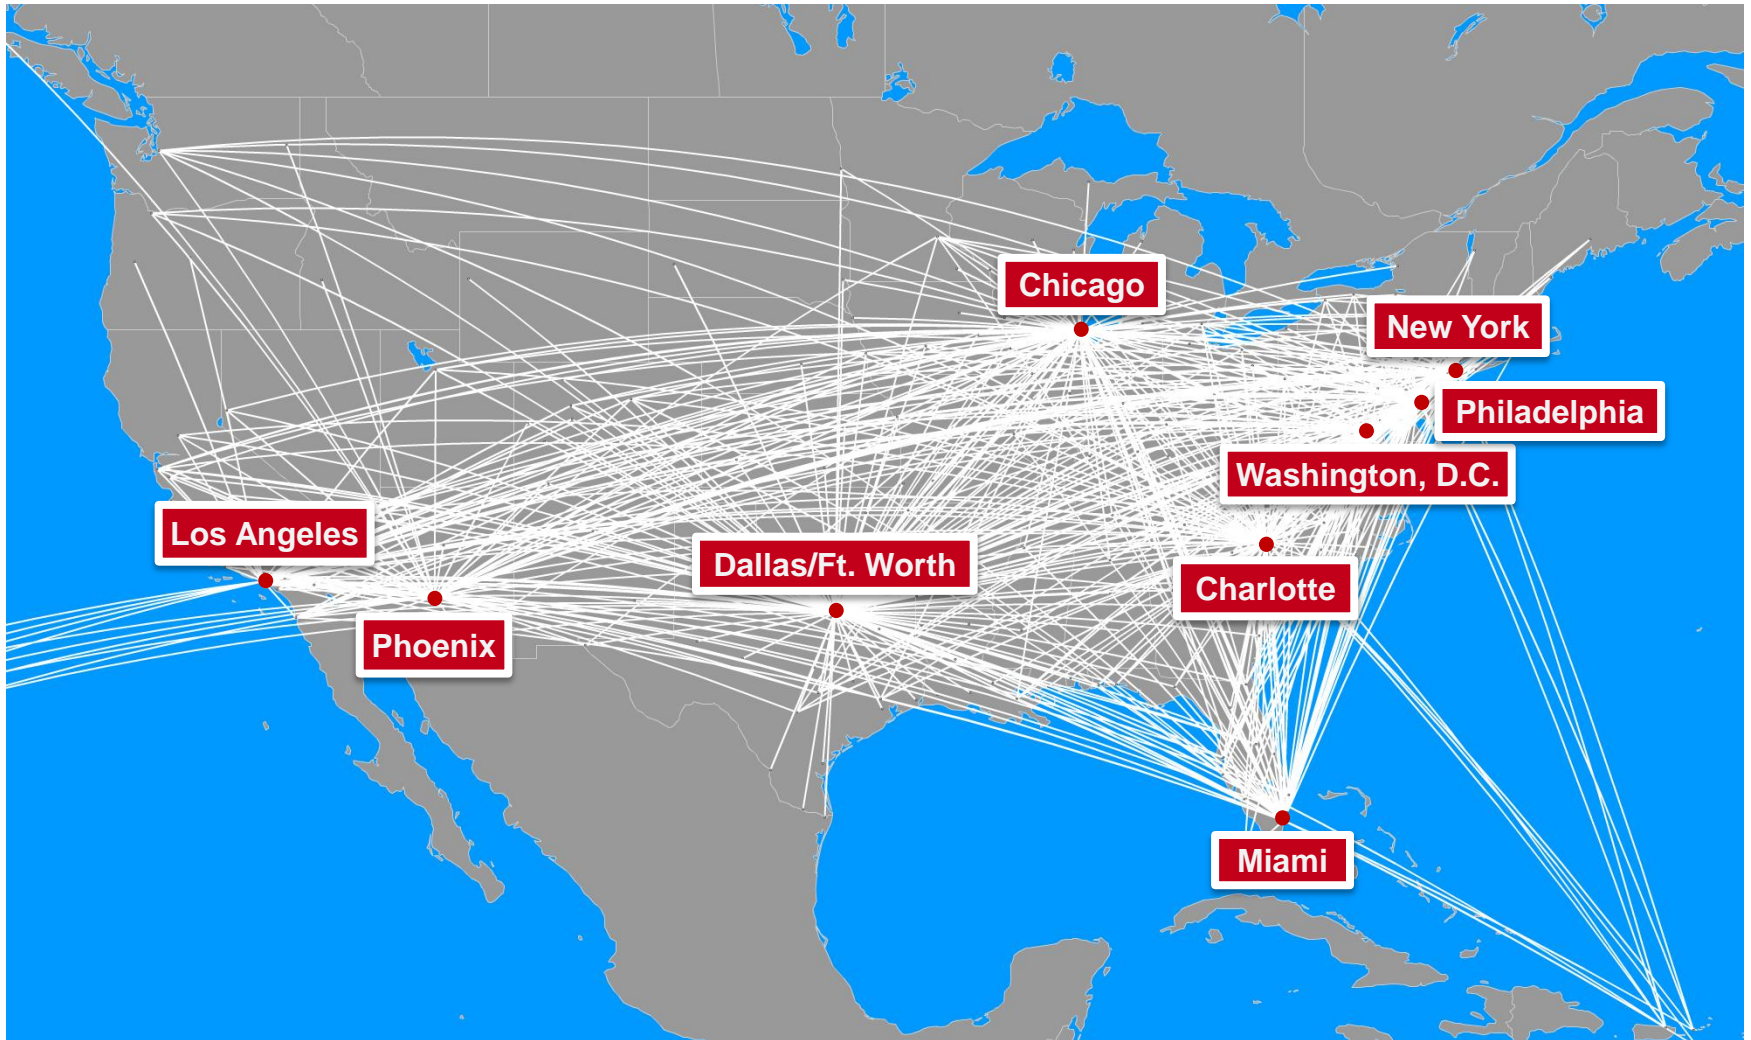 Chicago
New York
Philadelphia
Washington, D.C.
Los Angeles
Dallas/Ft. Worth
Charlotte
Phoenix
Miami